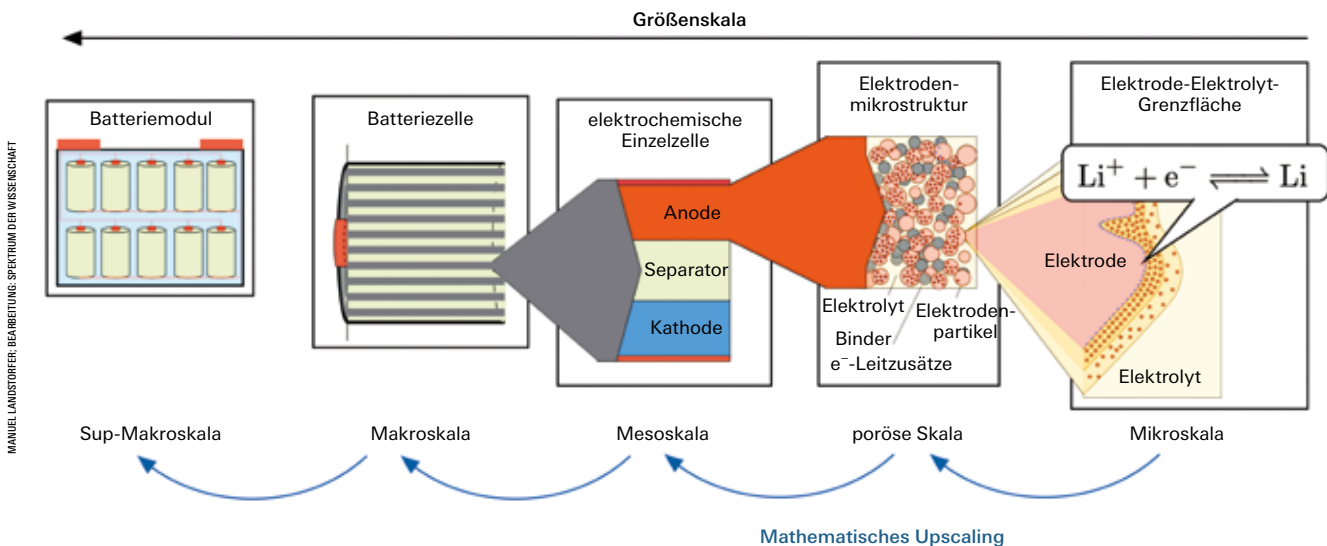 Größenskala
Batteriemodul
Batteriezelle
elektrochemische
Einzelzelle
Elektroden-
mikrostruktur
Elektrode-Elektrolyt-
Grenzfläche
Li⁺ + e⁻ ⇌ Li
Anode
Separator
Kathode
Elektrolyt
Elektroden-
partikel
Binder
e⁻-Leitzusätze
Elektrode
Elektrolyt
MANUEL LANDSTORFER; BEARBEITUNG: SPEKTRUM DER WISSENSCHAFT
Sup-Makroskala
Makroskala
Mesoskala
poröse Skala
Mikroskala
Mathematisches Upscaling